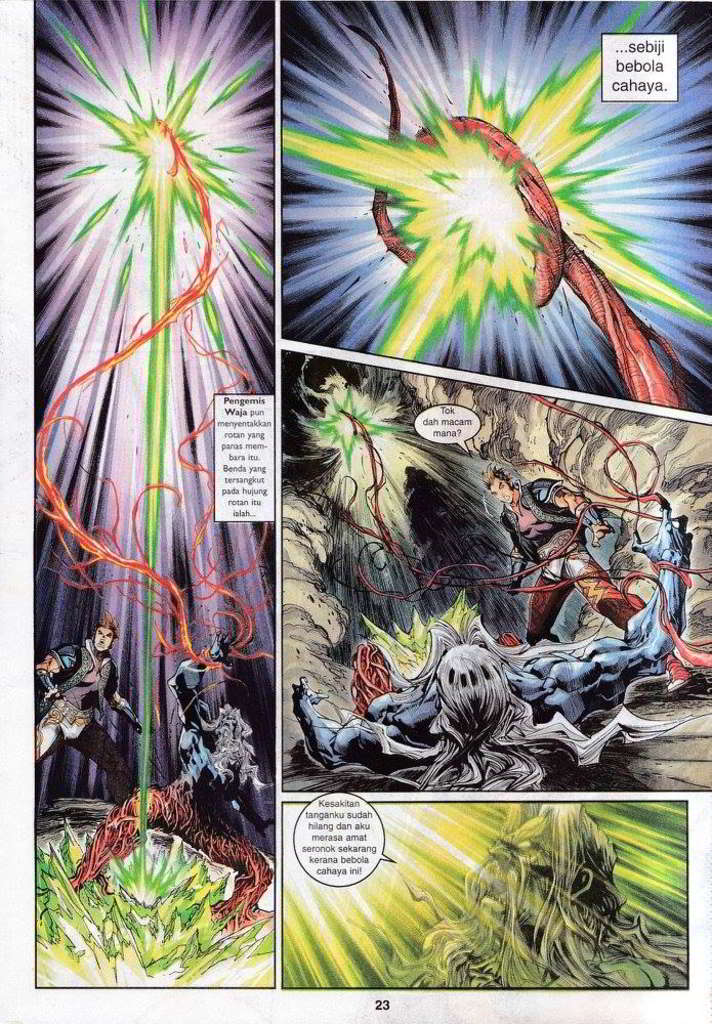 Pengemis
Waja pun
menyentakkan
rotan yang
panas mem-
bara itu.
Benda yang
tersangkut
pada hujung
rotan itu
ialah...
...sebiji
bebola
cahaya.
Tok
dah macam
mana?
Kesakitan
tanganku sudah
hilang dan aku
merasa amat
seronok sekarang
kerana bebola
cahaya ini!
23